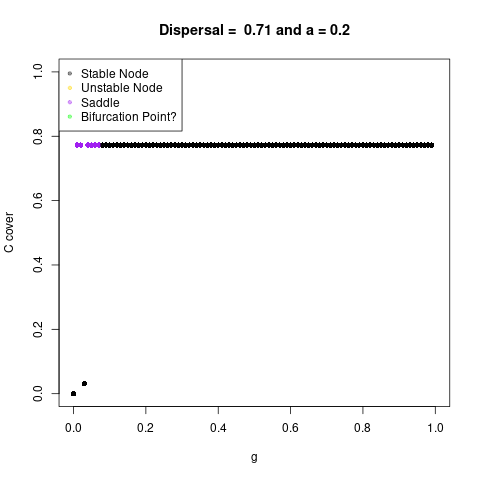 Dispersal = 0.71 and a = 0.2
Stable Node
Unstable Node
Saddle
Bifurcation Point?
C cover
1.0
0.8
0.6
0.4
0.2
0.0
0.0 0.2 0.4 0.6 0.8 1.0
g